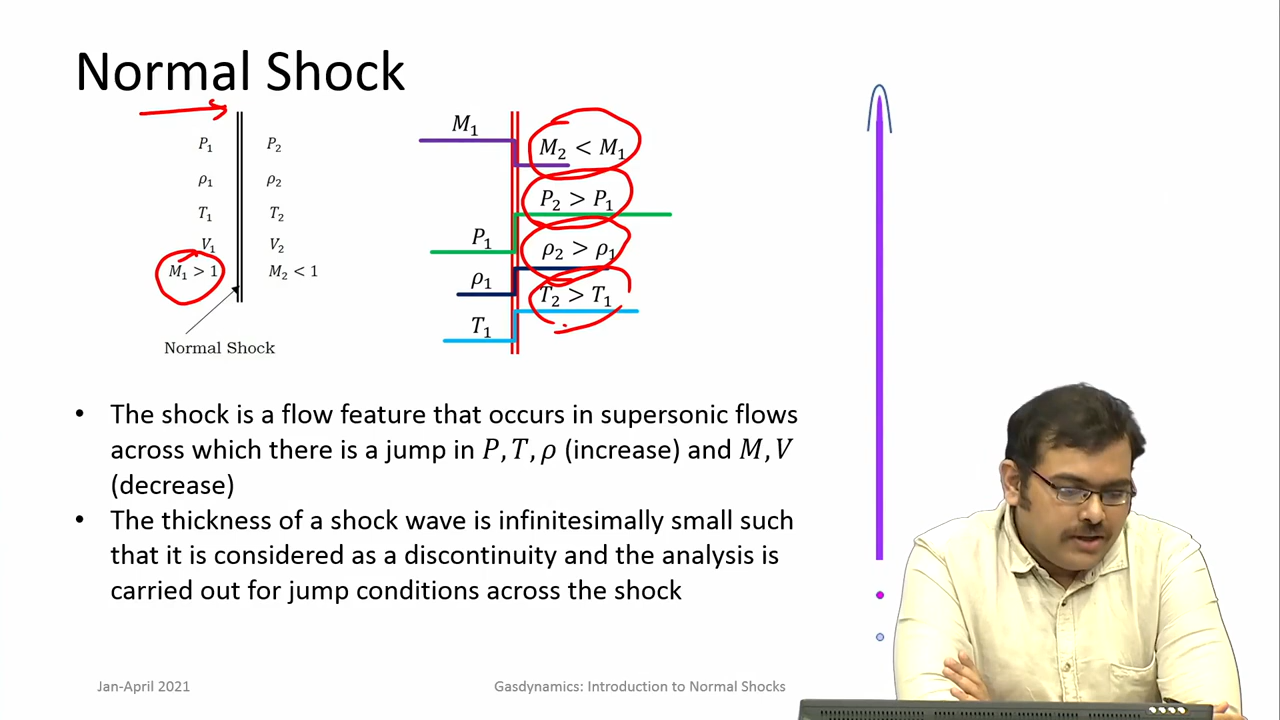 Normal Shock
P₁ P₂
ρ₁ ρ₂
T₁ T₂
V₁ V₂
M₁ > 1 M₂ < 1
Normal Shock
M₁
M₂ < M₁
P₂ > P₁
P₁
ρ₂ > ρ₁
ρ₁
T₂ > T₁
T₁
• The shock is a flow feature that occurs in supersonic flows
across which there is a jump in P, T, ρ (increase) and M, V
(decrease)
• The thickness of a shock wave is infinitesimally small such
that it is considered as a discontinuity and the analysis is
carried out for jump conditions across the shock
Jan-April 2021
Gasdynamics: Introduction to Normal Shocks